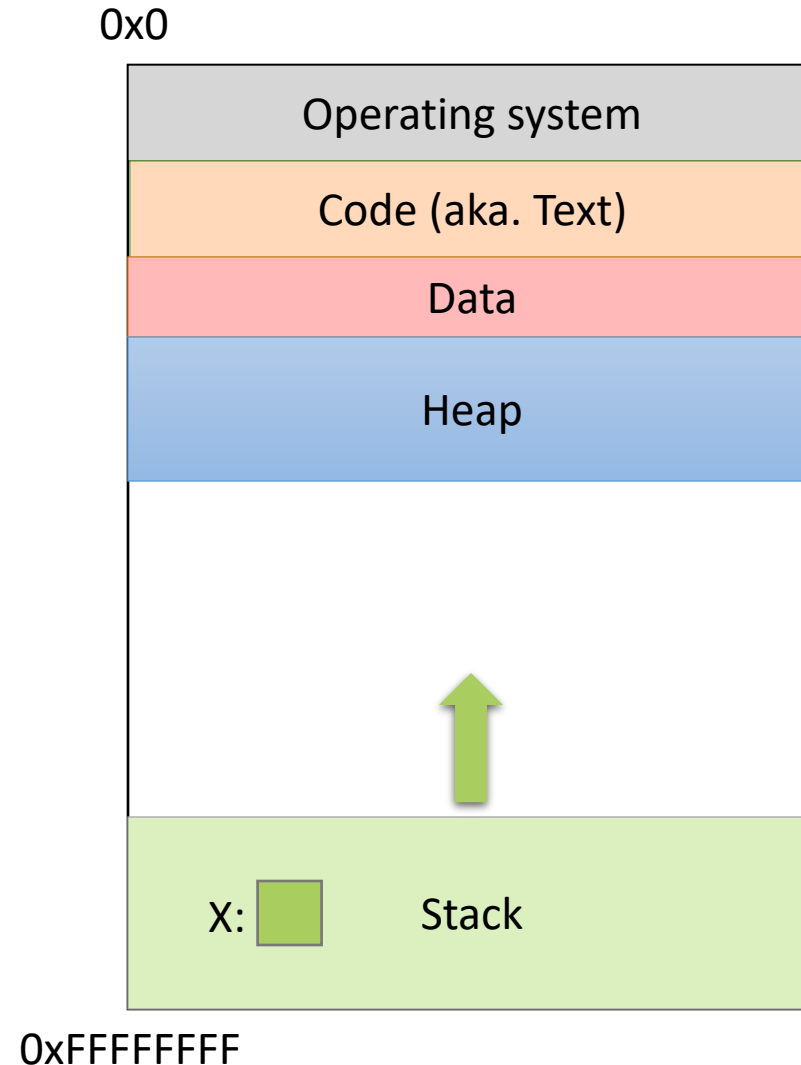 0x0
Operating system
Code (aka. Text)
Data
Heap
X:
Stack
0xFFFFFFFF